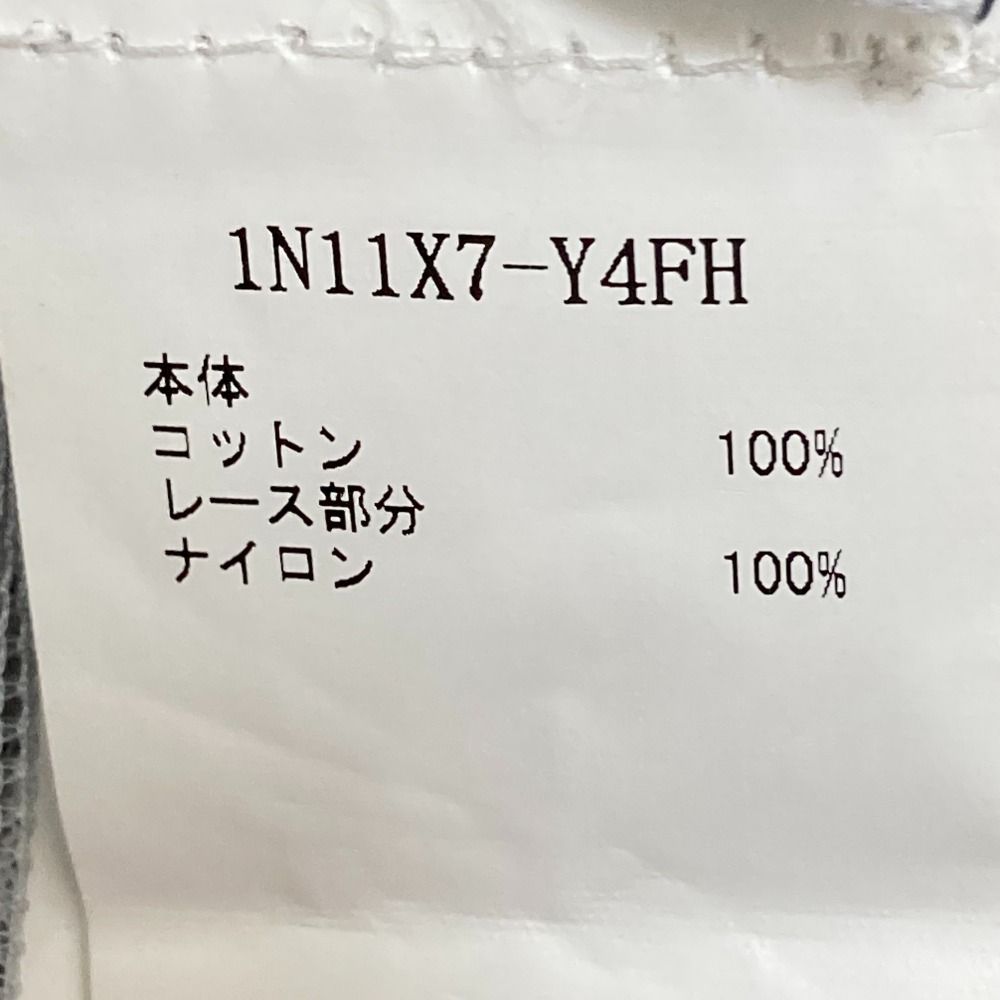 1N11X7-Y4FH
本体
コットン 100%
レース部分
ナイロン 100%